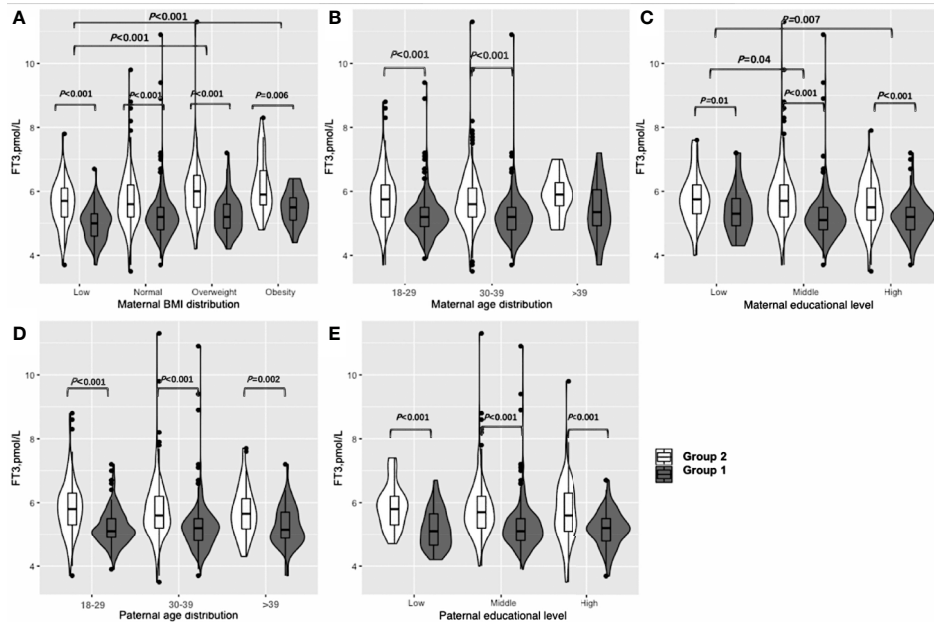 A
P<0.001
P<0.001
P<0.001
P<0.001
P<0.001
P=0.006
FT3,pmol/L
10
8
6
4
Low
Normal
Overweight
Obesity
Maternal BMI distribution
B
P<0.001
P<0.001
FT3,pmol/L
10
8
6
4
18-29
30-39
>39
Maternal age distribution
C
P=0.007
P=0.04
P=0.01
P<0.001
P<0.001
FT3,pmol/L
10
8
6
4
Low
Middle
High
Maternal educational level
D
P<0.001
P<0.001
P=0.002
FT3,pmol/L
10
8
6
4
18-29
30-39
>39
Paternal age distribution
E
P<0.001
P<0.001
P<0.001
FT3,pmol/L
10
8
6
4
Low
Middle
High
Paternal educational level
Group 2
Group 1